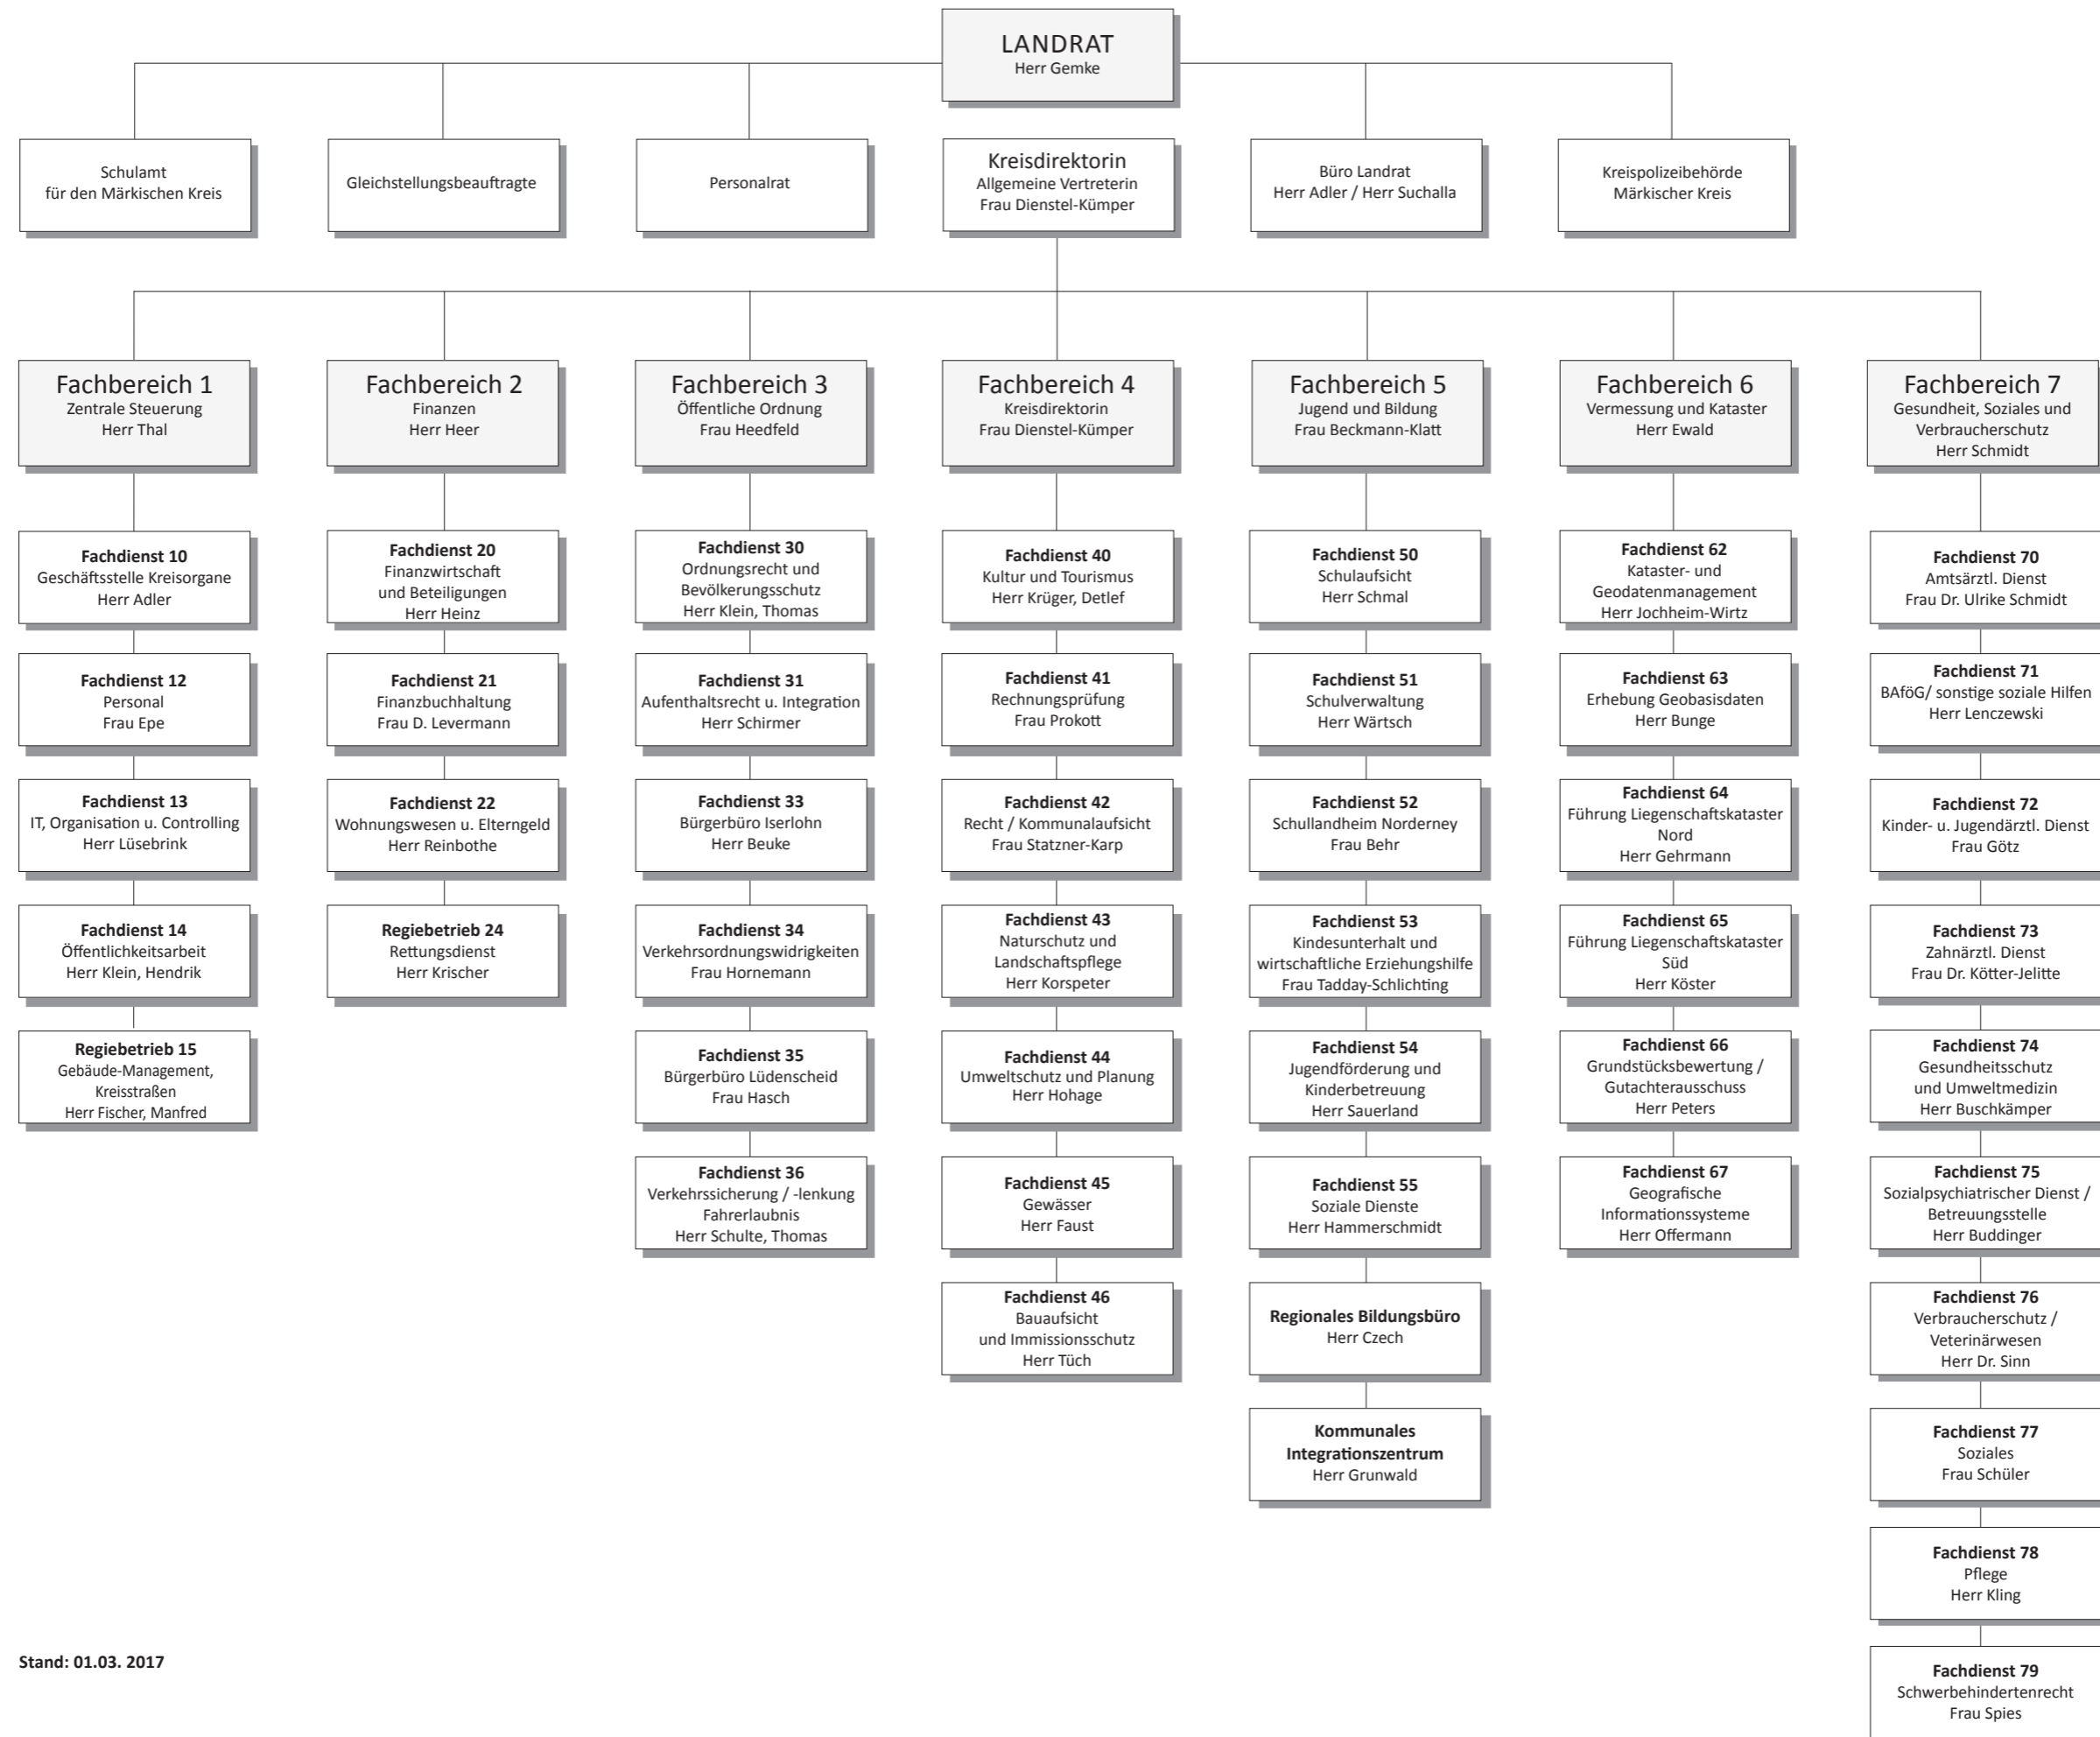 LANDRAT
Herr Gemke
Schulamt
für den Märkischen Kreis
Gleichstellungsbeauftragte
Personalrat
Kreisdirektorin
Allgemeine Vertreterin
Frau Dienstel-Kümper
Büro Landrat
Herr Adler / Herr Suchalla
Kreispolizeibehörde
Märkischer Kreis
Fachbereich 1
Zentrale Steuerung
Herr Thal
Fachdienst 10
Geschäftsstelle Kreisorgane
Herr Adler
Fachdienst 12
Personal
Frau Epe
Fachdienst 13
IT, Organisation u. Controlling
Herr Lüsebrink
Fachdienst 14
Öffentlichkeitsarbeit
Herr Klein, Hendrik
Regiebetrieb 15
Gebäude-Management,
Kreisstraßen
Herr Fischer, Manfred
Fachbereich 2
Finanzen
Herr Heer
Fachdienst 20
Finanzwirtschaft
und Beteiligungen
Herr Heinz
Fachdienst 21
Finanzbuchhaltung
Frau D. Levermann
Fachdienst 22
Wohnungswesen u. Elterngeld
Herr Reinbothe
Regiebetrieb 24
Rettungsdienst
Herr Krischer
Fachbereich 3
Öffentliche Ordnung
Frau Heedfeld
Fachdienst 30
Ordnungsrecht und
Bevölkerungsschutz
Herr Klein, Thomas
Fachdienst 31
Aufenthaltsrecht u. Integration
Herr Schirmer
Fachdienst 33
Bürgerbüro Iserlohn
Herr Beuke
Fachdienst 34
Verkehrsordnungswidrigkeiten
Frau Hornemann
Fachdienst 35
Bürgerbüro Lüdenscheid
Frau Hasch
Fachdienst 36
Verkehrssicherung / -lenkung
Fahrerlaubnis
Herr Schulte, Thomas
Fachbereich 4
Kreisdirektorin
Frau Dienstel-Kümper
Fachdienst 40
Kultur und Tourismus
Herr Krüger, Detlef
Fachdienst 41
Rechnungsprüfung
Frau Prokott
Fachdienst 42
Recht / Kommunalaufsicht
Frau Statzner-Karp
Fachdienst 43
Naturschutz und
Landschaftspflege
Herr Korspeter
Fachdienst 44
Umweltschutz und Planung
Herr Hohage
Fachdienst 45
Gewässer
Herr Faust
Fachdienst 46
Bauaufsicht
und Immissionsschutz
Herr Tüch
Fachbereich 5
Jugend und Bildung
Frau Beckmann-Klatt
Fachdienst 50
Schulaufsicht
Herr Schmal
Fachdienst 51
Schulverwaltung
Herr Wärtsch
Fachdienst 52
Schullandheim Norderney
Frau Behr
Fachdienst 53
Kindesunterhalt und
wirtschaftliche Erziehungshilfe
Frau Tadday-Schlichting
Fachdienst 54
Jugendförderung und
Kinderbetreuung
Herr Sauerland
Fachdienst 55
Soziale Dienste
Herr Hammerschmidt
Regionales Bildungsbüro
Herr Czech
Kommunales
Integrationszentrum
Herr Grunwald
Fachbereich 6
Vermessung und Kataster
Herr Ewald
Fachdienst 62
Kataster- und
Geodatenmanagement
Herr Jochheim-Wirtz
Fachdienst 63
Erhebung Geobasisdaten
Herr Bunge
Fachdienst 64
Führung Liegenschaftskataster
Nord
Herr Gehrmann
Fachdienst 65
Führung Liegenschaftskataster
Süd
Herr Köster
Fachdienst 66
Grundstücksbewertung /
Gutachterausschuss
Herr Peters
Fachdienst 67
Geografische
Informationssysteme
Herr Offermann
Fachbereich 7
Gesundheit, Soziales und
Verbraucherschutz
Herr Schmidt
Fachdienst 70
Amtsärztl. Dienst
Frau Dr. Ulrike Schmidt
Fachdienst 71
BAföG/ sonstige soziale Hilfen
Herr Lenczewski
Fachdienst 72
Kinder- u. Jugendärztl. Dienst
Frau Götz
Fachdienst 73
Zahnärztl. Dienst
Frau Dr. Kötter-Jelitte
Fachdienst 74
Gesundheitsschutz
und Umweltmedizin
Herr Buschkämper
Fachdienst 75
Sozialpsychiatrischer Dienst /
Betreuungsstelle
Herr Buddinger
Fachdienst 76
Verbraucherschutz /
Veterinärwesen
Herr Dr. Sinn
Fachdienst 77
Soziales
Frau Schüler
Fachdienst 78
Pflege
Herr Kling
Fachdienst 79
Schwerbehindertenrecht
Frau Spies
Stand: 01.03. 2017